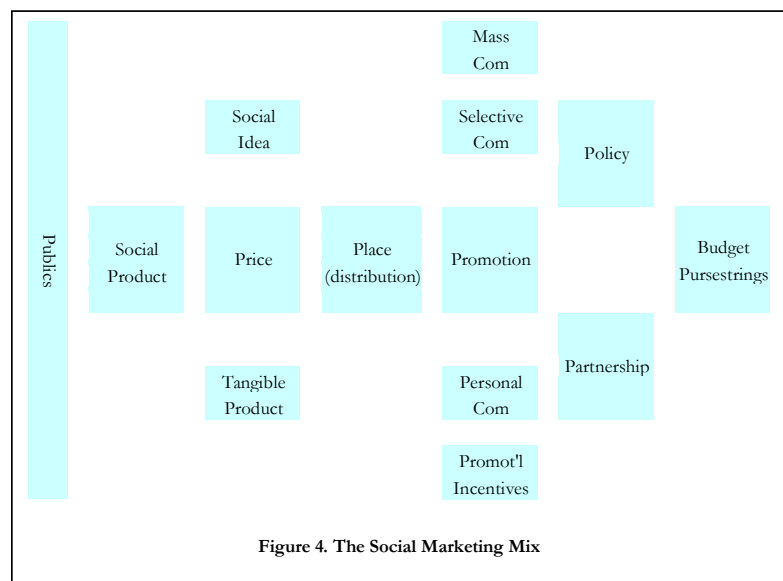 Publics
Social
Product
Social
Idea
Price
Tangible
Product
Place
(distribution)
Mass
Com
Selective
Com
Promotion
Personal
Com
Promot'l
Incentives
Policy
Partnership
Budget
Pursestrings
Figure 4. The Social Marketing Mix